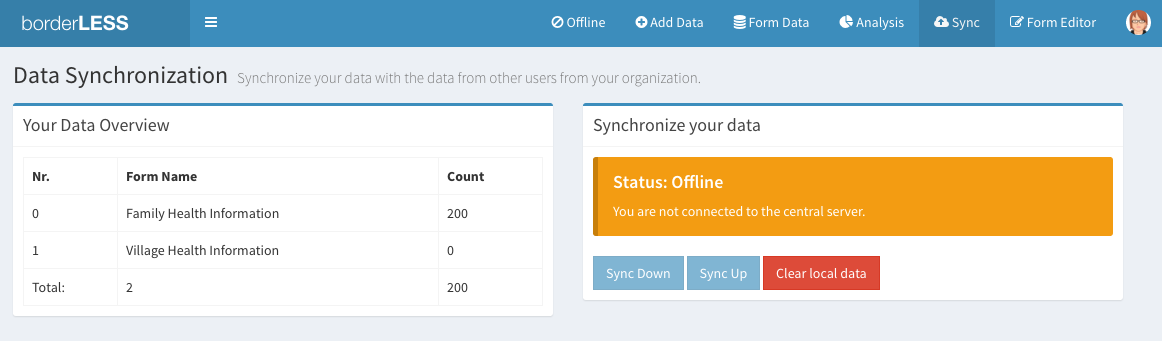 borderLESS Offline Add Data Form Data Analysis Sync Form Editor
Data Synchronization Synchronize your data with the data from other users from your organization.
Your Data Overview
Nr. Form Name Count
0 Family Health Information 200
1 Village Health Information 0
Total: 2 200
Synchronize your data
Status: Offline
You are not connected to the central server.
Sync Down Sync Up Clear local data